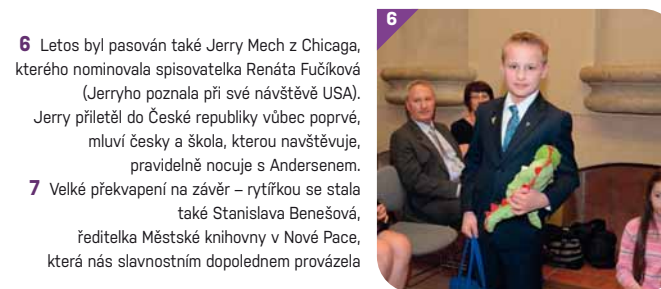 6 Letos byl pasován také Jerry Mech z Chicaga,
kterého nominovala spisovatelka Renáta Fučíková
(Jerryho poznala při své návštěvě USA).
Jerry přiletěl do České republiky vůbec poprvé,
mluví česky a škola, kterou navštěvuje,
pravidelně nocuje s Andersenem.
7 Velké překvapení na závěr – rytířkou se stala
také Stanislava Benešová,
ředitelka Městské knihovny v Nové Pace,
která nás slavnostním dopolednem provázela
6